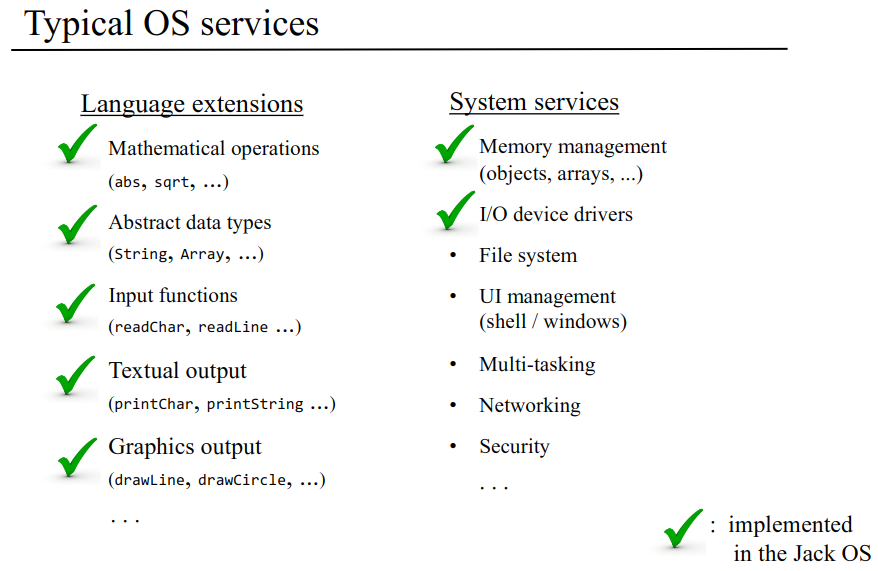 Typical OS services
Language extensions
Mathematical operations
(abs, sqrt, ...)
Abstract data types
(String, Array, ...)
Input functions
(readChar, readLine ...)
Textual output
(printChar, printString ...)
Graphics output
(drawLine, drawCircle, ...)
. . .
System services
Memory management
(objects, arrays, ...)
I/O device drivers
• File system
• UI management
(shell / windows)
• Multi-tasking
• Networking
• Security
. . .
: implemented
in the Jack OS